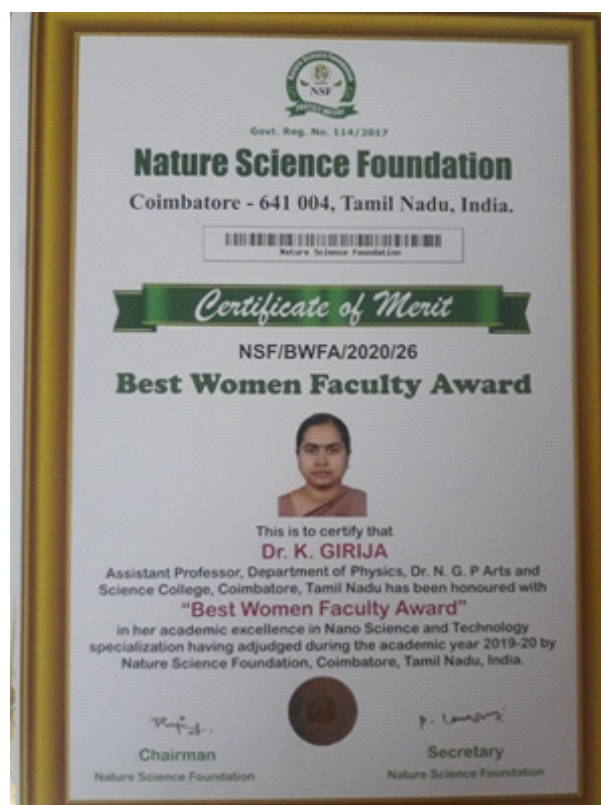 NSF
Govt. Reg. No. 114/2017
Nature Science Foundation
Coimbatore - 641 004, Tamil Nadu, India.
Nature Science Foundation
Certificate of Merit
NSF/BWFA/2020/26
Best Women Faculty Award
This is to certify that
Dr. K. GIRIJA
Assistant Professor, Department of Physics, Dr. N. G. P Arts and
Science College, Coimbatore, Tamil Nadu has been honoured with
“Best Women Faculty Award”
in her academic excellence in Nano Science and Technology
specialization having adjudged during the academic year 2019-20 by
Nature Science Foundation, Coimbatore, Tamil Nadu, India.
Chairman
Secretary
Nature Science Foundation
Nature Science Foundation